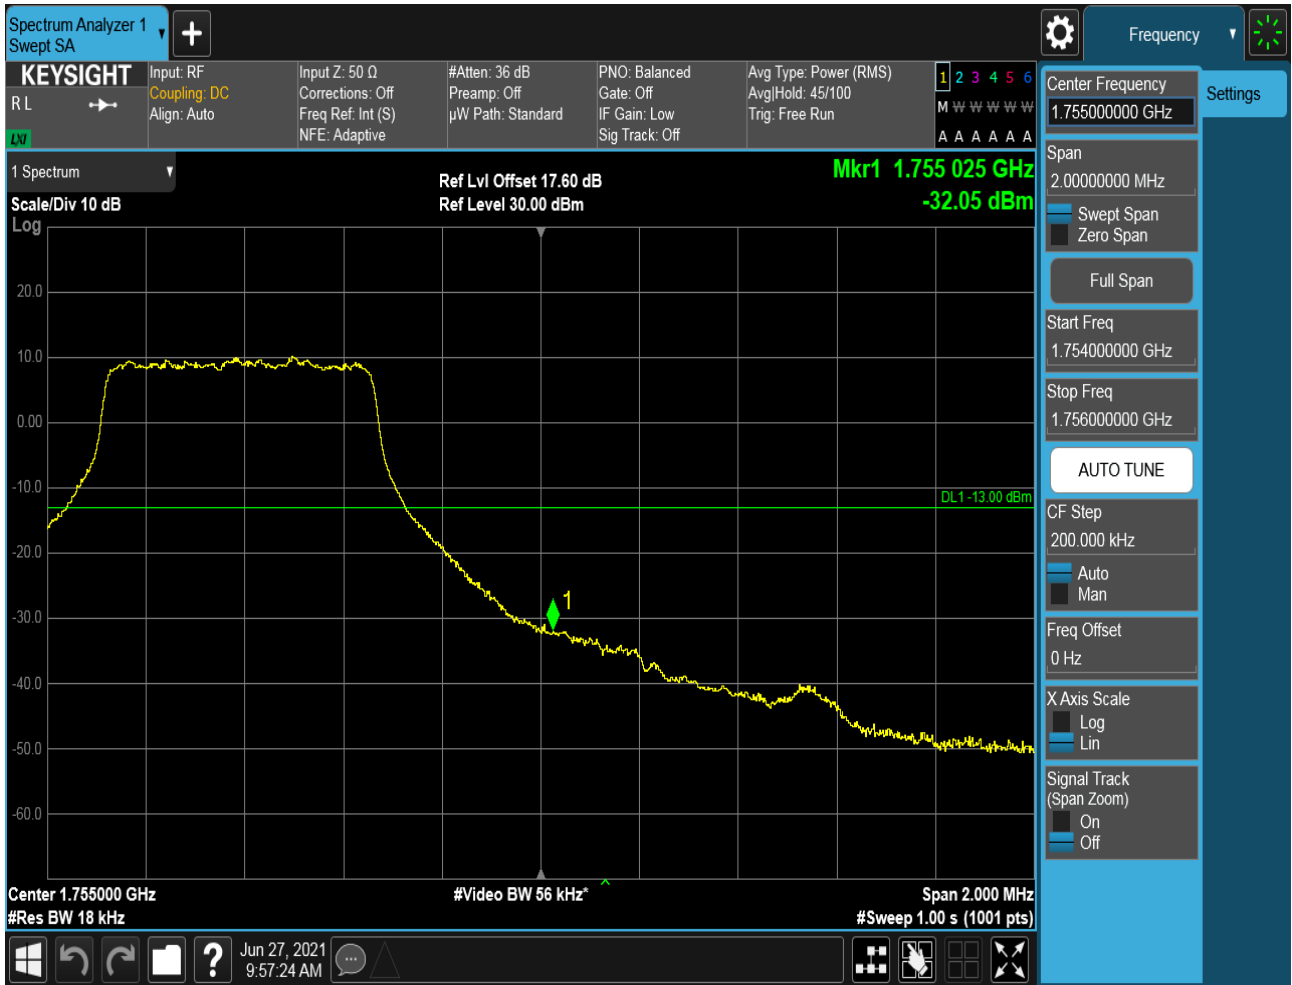 Spectrum Analyzer 1
Swept SA
Frequency
KEYSIGHT
R L
LXI
Input: RF
Coupling: DC
Align: Auto
Input Z: 50 Ω
Corrections: Off
Freq Ref: Int (S)
NFE: Adaptive
#Atten: 36 dB
Preamp: Off
µW Path: Standard
PNO: Balanced
Gate: Off
IF Gain: Low
Sig Track: Off
Avg Type: Power (RMS)
Avg|Hold: 45/100
Trig: Free Run
1 2 3 4 5 6
M W W W W W
A A A A A A
1 Spectrum
Scale/Div 10 dB
Log
Ref Lvl Offset 17.60 dB
Ref Level 30.00 dBm
Mkr1 1.755 025 GHz
-32.05 dBm
20.0
10.0
0.00
-10.0
-20.0
-30.0
-40.0
-50.0
-60.0
DL1 -13.00 dBm
1
Center 1.755000 GHz
#Res BW 18 kHz
#Video BW 56 kHz*
Span 2.000 MHz
#Sweep 1.00 s (1001 pts)
Center Frequency
1.755000000 GHz
Settings
Span
2.00000000 MHz
Swept Span
Zero Span
Full Span
Start Freq
1.754000000 GHz
Stop Freq
1.756000000 GHz
AUTO TUNE
CF Step
200.000 kHz
Auto
Man
Freq Offset
0 Hz
X Axis Scale
Log
Lin
Signal Track
(Span Zoom)
On
Off
?
Jun 27, 2021
9:57:24 AM